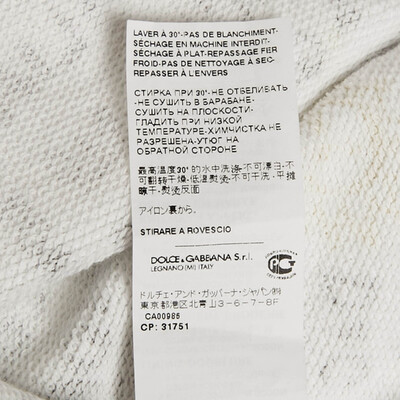 LAVER À 30°-PAS DE BLANCHIMENT-
SÉCHAGE EN MACHINE INTERDIT-
SÉCHAGE À PLAT-REPASSAGE FER
FROID-PAS DE NETTOYAGE À SEC-
REPASSER À L'ENVERS
СТИРКА ПРИ 30°-НЕ ОТБЕЛИВАТЬ
-НЕ СУШИТЬ В БАРАБАНЕ-
СУШИТЬ НА ПЛОСКОСТИ-
ГЛАДИТЬ ПРИ НИЗКОЙ
ТЕМПЕРАТУРЕ-ХИМЧИСТКА НЕ
РАЗРЕШЕНА-УТЮГ НА
ОБРАТНОЙ СТОРОНЕ
最高温度30°的水中洗涤-不可漂白-不
可翻转干燥-低温熨烫-不可干洗-平摊
晾干-熨烫反面
アイロン裏から。
STIRARE A ROVESCIO
DOLCE & GABBANA S.r.l.
LEGNANO (MI) ITALY
ドルチェ・アンド・ガッバーナ・ジャパン(株)
東京都港区北青山3-6-7-8F
CA00985
CP: 31751